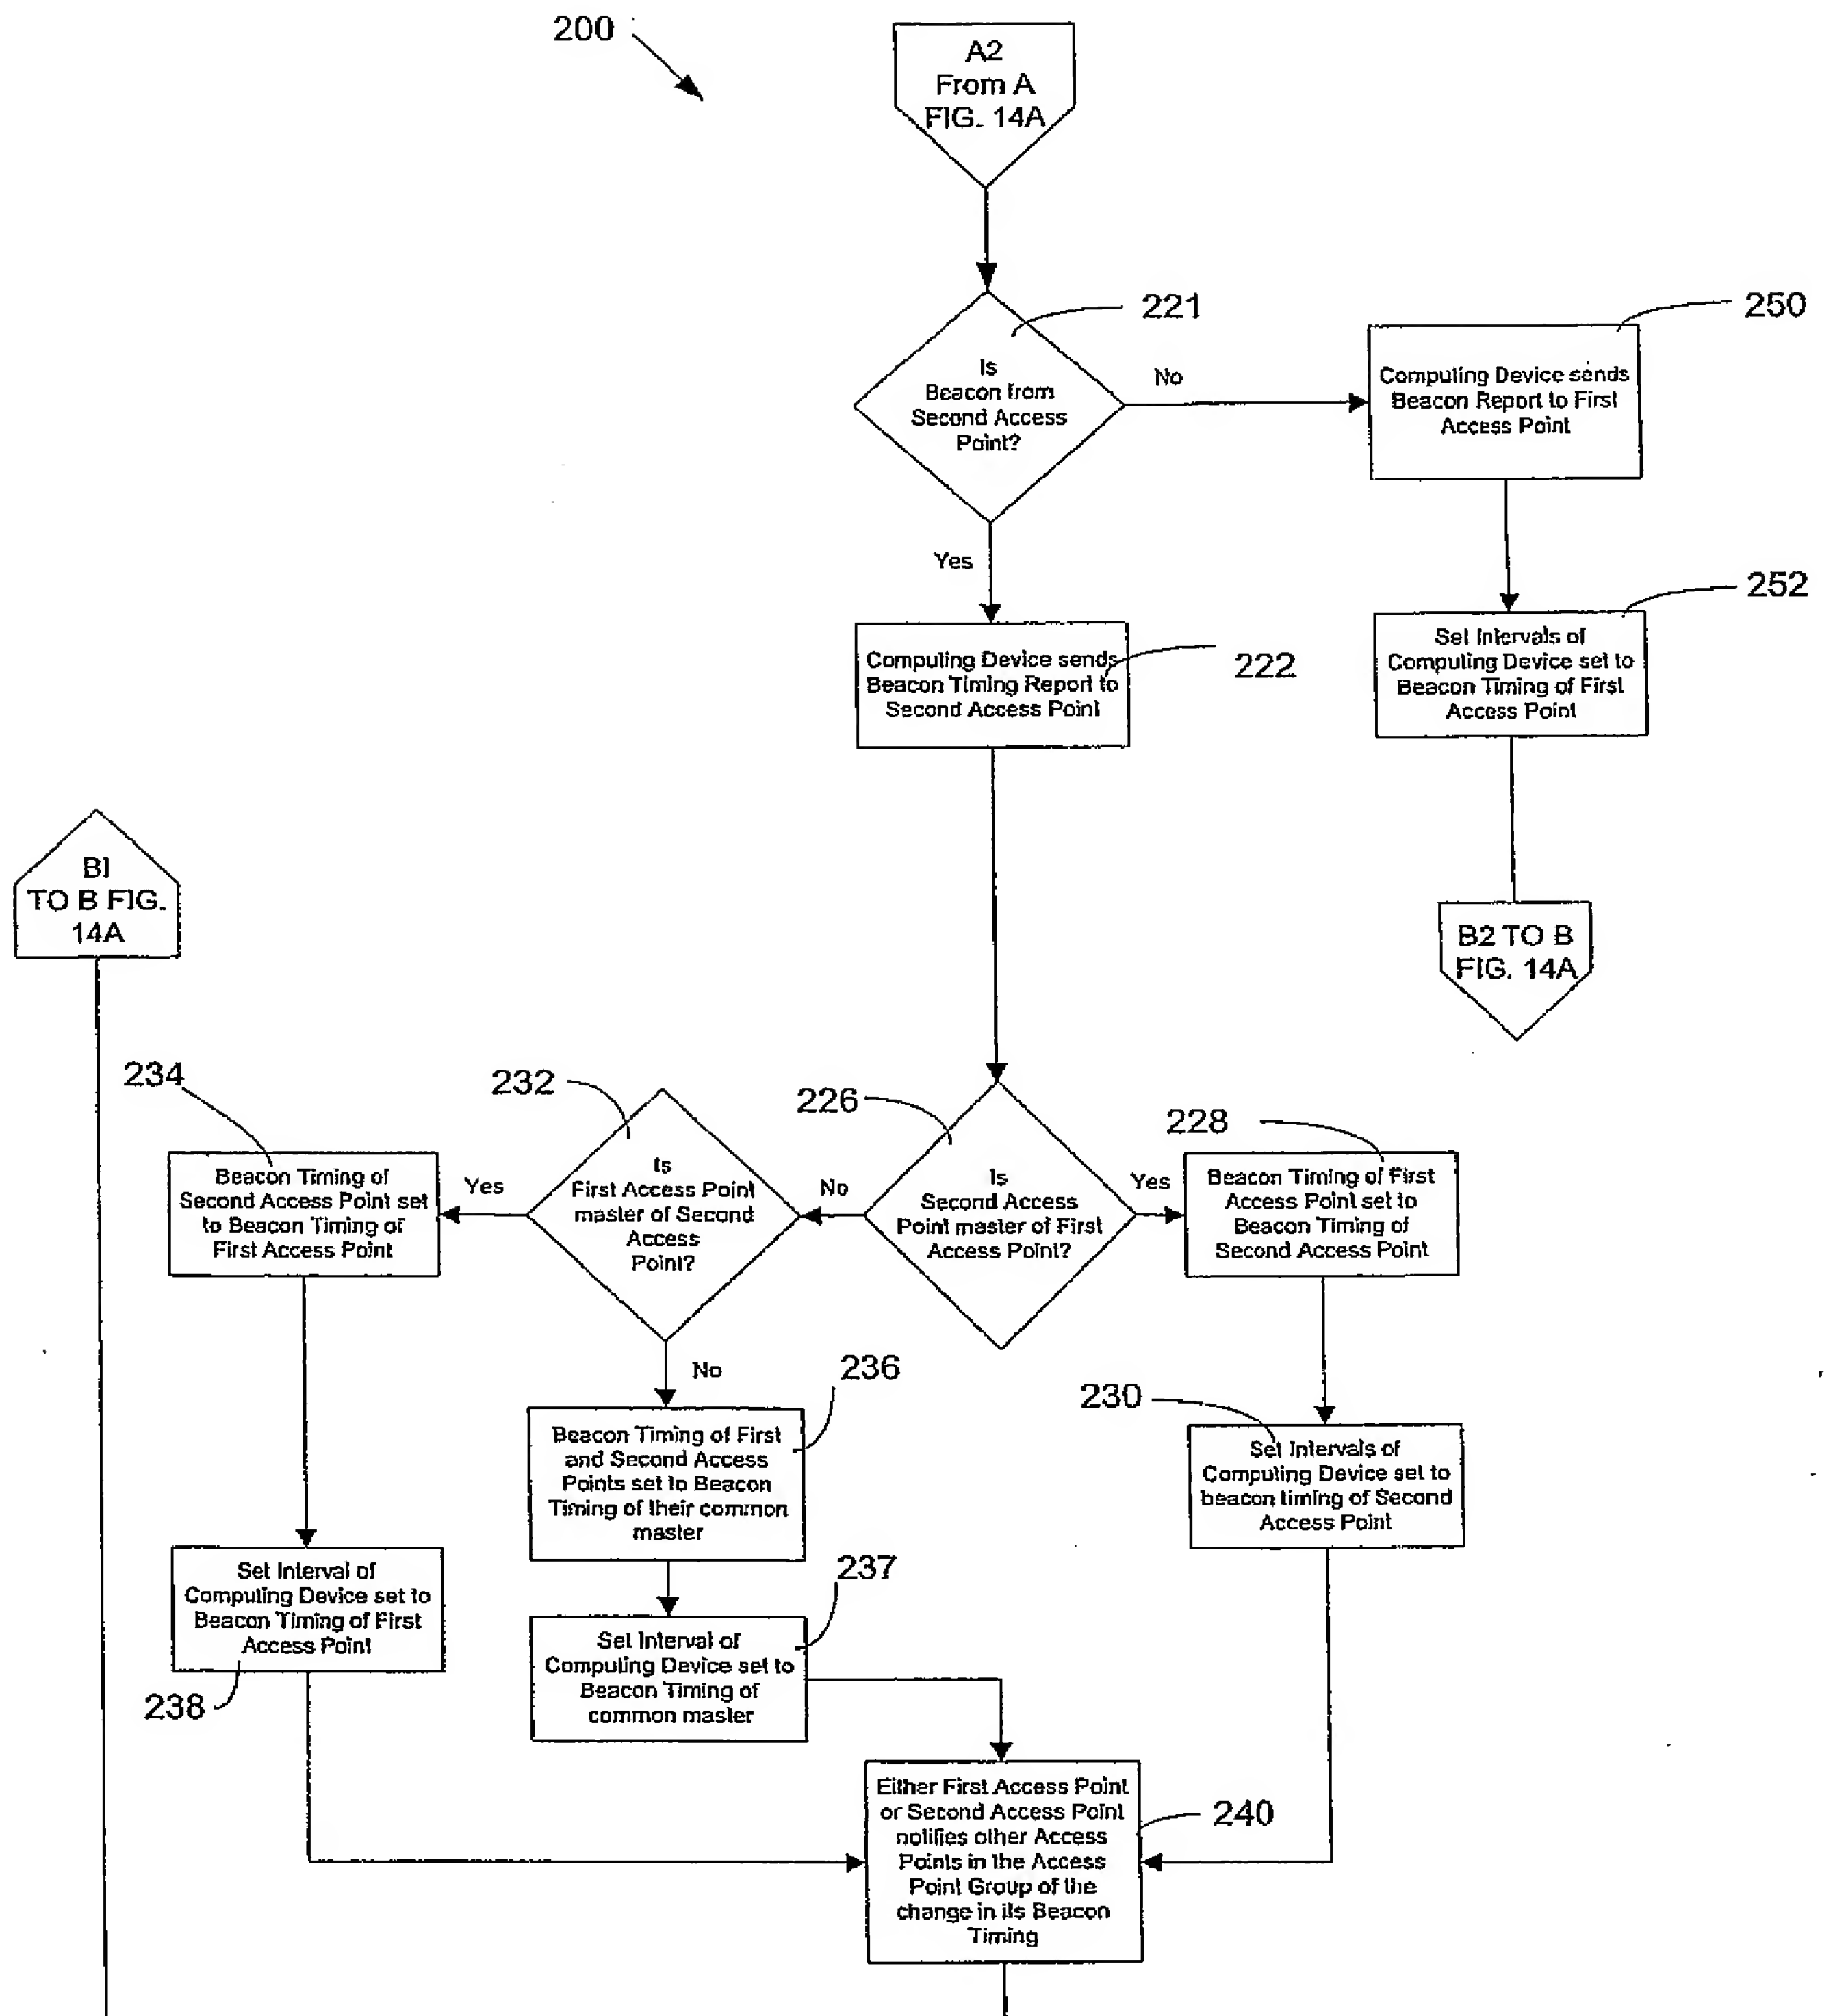 200
A2
From A
FIG. 14A
221
Is
Beacon from
Second Access
Point?
No
250
Computing Device sends
Beacon Report to First
Access Point
Yes
222
Computing Device sends
Beacon Timing Report to
Second Access Point
252
Set Intervals of
Computing Device set to
Beacon Timing of First
Access Point
B1
TO B FIG.
14A
B2 TO B
FIG. 14A
234
Beacon Timing of
Second Access Point set
to Beacon Timing of
First Access Point
Yes
232
Is
First Access Point
master of Second
Access
Point?
No
226
Is
Second Access
Point master of First
Access Point?
Yes
228
Beacon Timing of First
Access Point set to
Beacon Timing of
Second Access Point
No
236
Beacon Timing of First
and Second Access
Points set to Beacon
Timing of their common
master
230
Set Intervals of
Computing Device set to
beacon timing of Second
Access Point
Set Interval of
Computing Device set to
Beacon Timing of First
Access Point
238
237
Set Interval of
Computing Device set to
Beacon Timing of
common master
Either First Access Point
or Second Access Point
notifies other Access
Points in the Access
Point Group of the
change in its Beacon
Timing
240